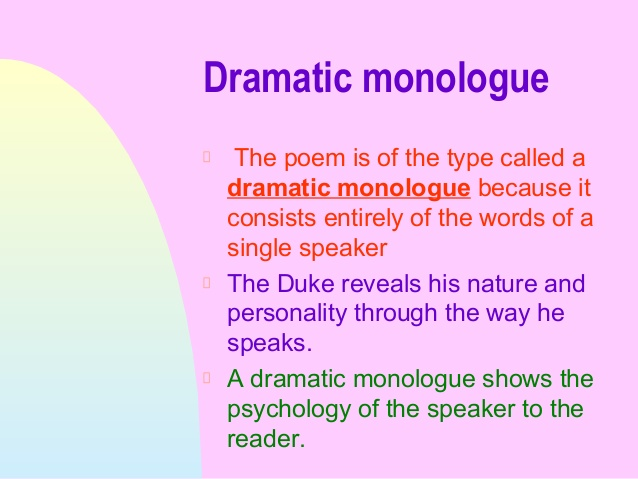 Dramatic monologue
The poem is of the type called a
dramatic monologue because it
consists entirely of the words of a
single speaker
The Duke reveals his nature and
personality through the way he
speaks.
A dramatic monologue shows the
psychology of the speaker to the
reader.